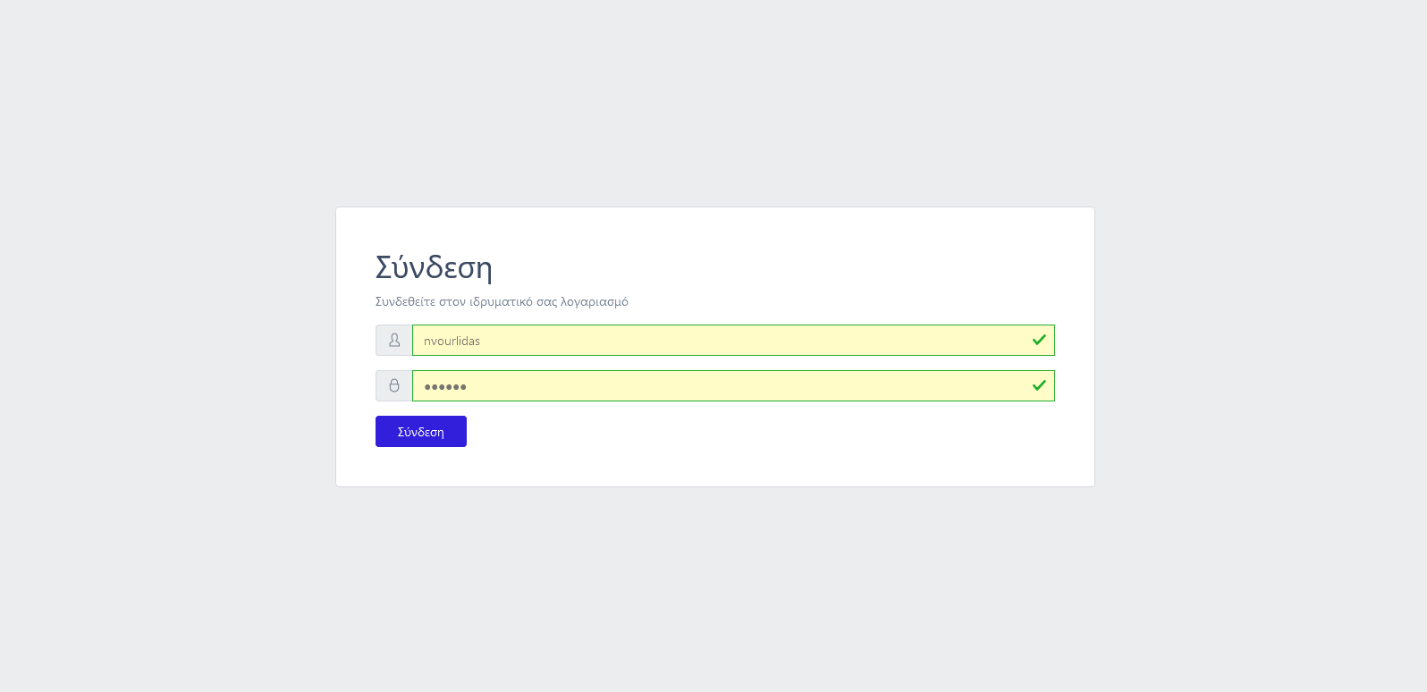 Σύνδεση
Συνδεθείτε στον ιδρυματικό σας λογαριασμό
nvourlidas
●●●●●●
Σύνδεση